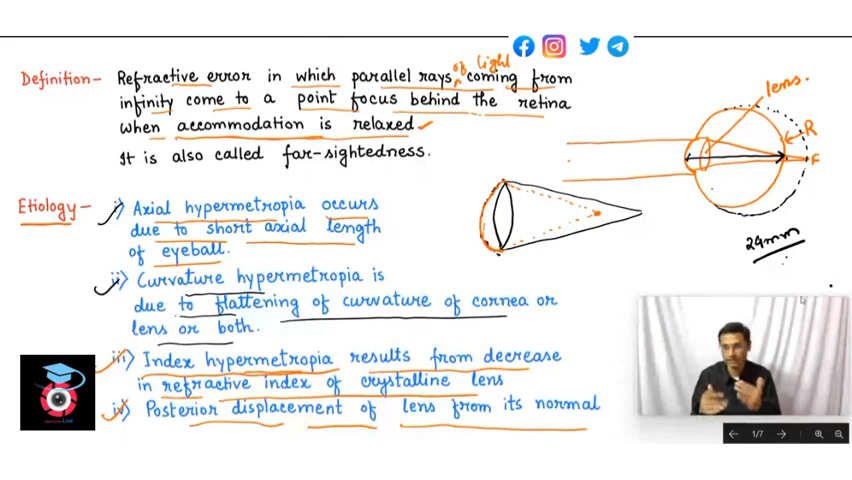 Definition- Refractive error in which parallel rays of light coming from
infinity come to a point focus behind the retina
when accommodation is relaxed
It is also called far-sightedness.
Etiology- i) Axial hypermetropia occurs
due to short axial length
of eyeball.
ii) Curvature hypermetropia is
due to flattening of curvature of cornea or
lens or both.
iii) Index hypermetropia results from decrease
in refractive index of crystalline lens
iv) Posterior displacement of lens from its normal
lens.
R
F
24mm
1/7